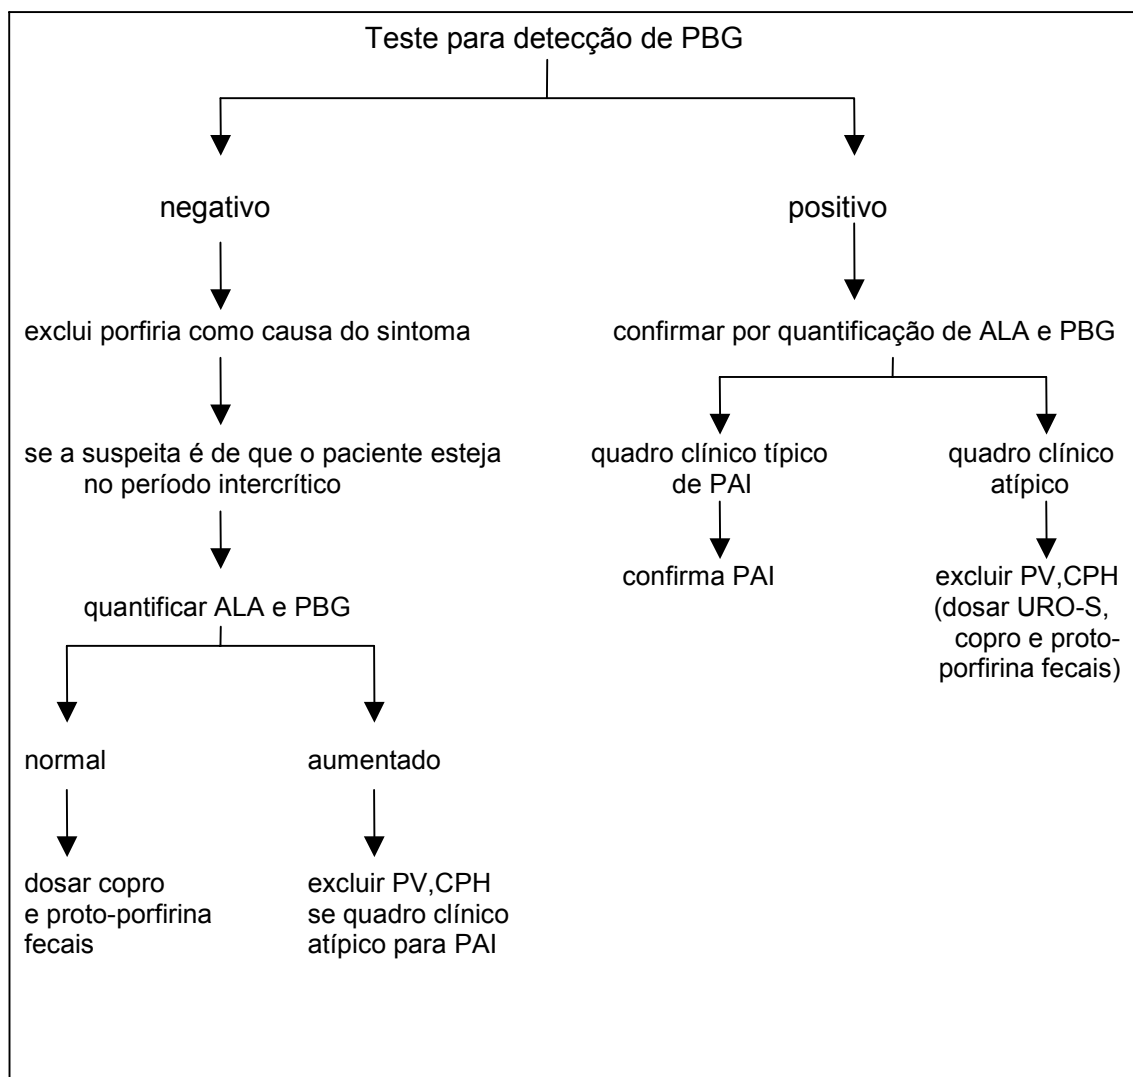 Teste para detecção de PBG
negativo
positivo
exclui porfiria como causa do sintoma
confirmar por quantificação de ALA e PBG
se a suspeita é de que o paciente esteja
no período intercrítico
quadro clínico típico
de PAI
quadro clínico
atípico
confirma PAI
excluir PV,CPH
(dosar URO-S,
copro e proto-
porfirina fecais)
quantificar ALA e PBG
normal
aumentado
dosar copro
e proto-porfirina
fecais
excluir PV,CPH
se quadro clínico
atípico para PAI